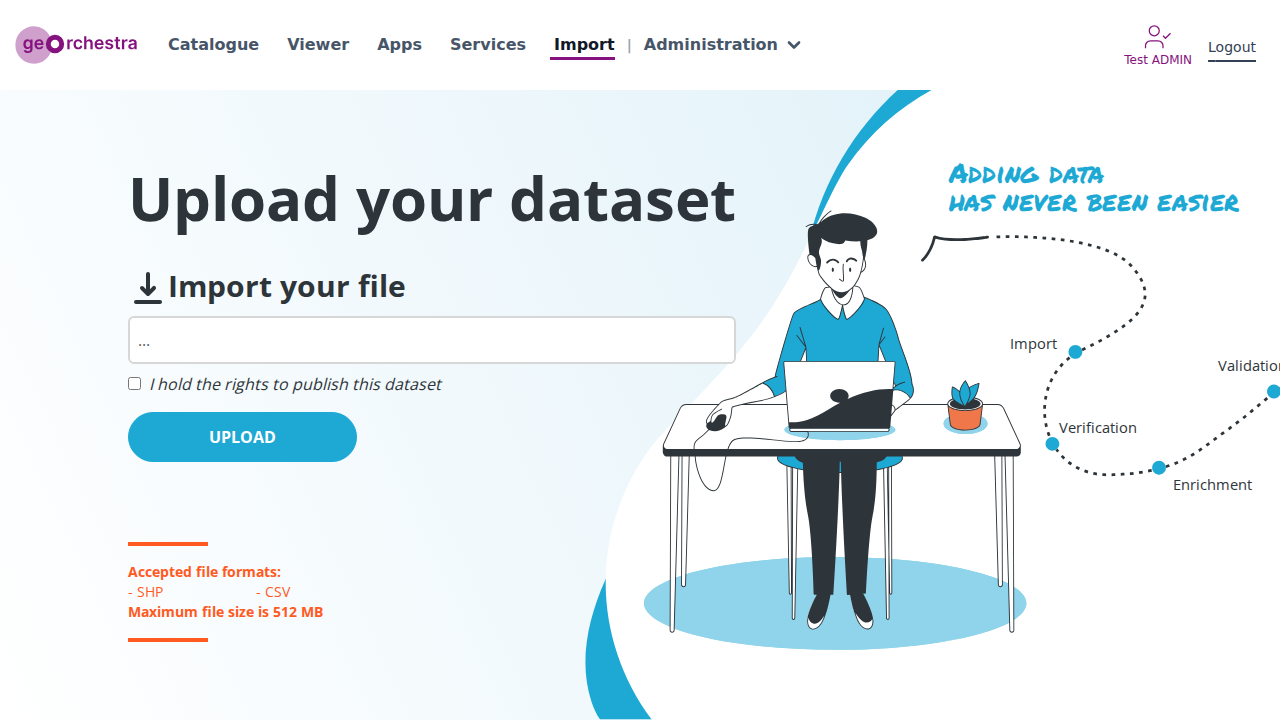 geOrchestra
Catalogue Viewer Apps Services Import | Administration
Test ADMIN
Logout
Upload your dataset
Import your file
...
I hold the rights to publish this dataset
UPLOAD
Accepted file formats:
- SHP - CSV
Maximum file size is 512 MB
ADDING DATA
HAS NEVER BEEN EASIER
Import
Validation
Verification
Enrichment